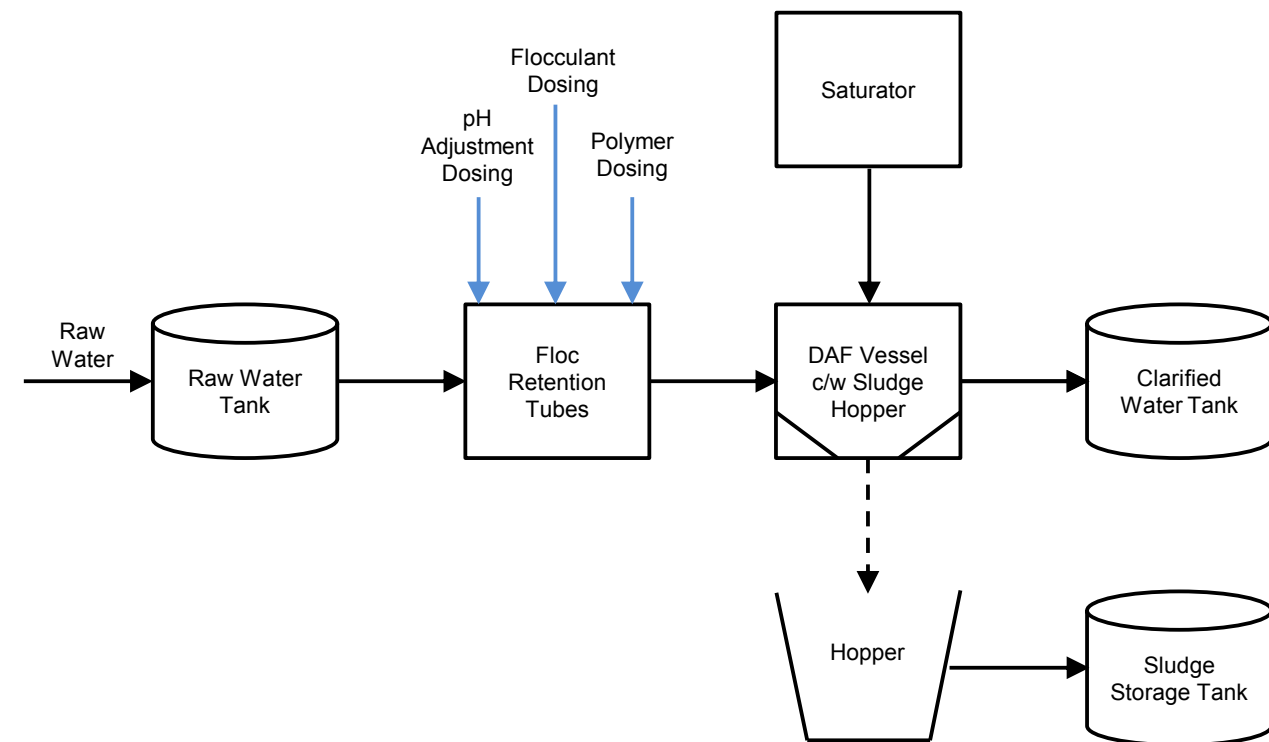 Flocculant
Dosing
Saturator
pH
Adjustment
Dosing
Polymer
Dosing
Raw
Water
Raw Water
Tank
Floc
Retention
Tubes
DAF Vessel
c/w Sludge
Hopper
Clarified
Water Tank
Hopper
Sludge
Storage Tank